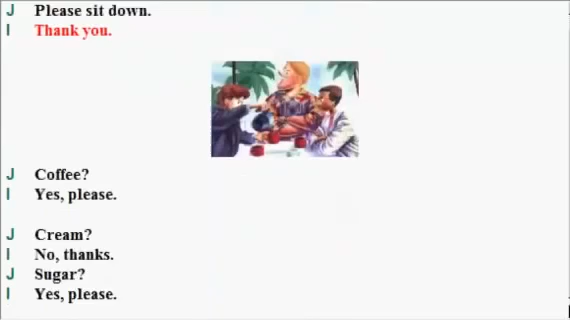 J Please sit down.
I Thank you.
J Coffee?
I Yes, please.
J Cream?
I No, thanks.
J Sugar?
I Yes, please.